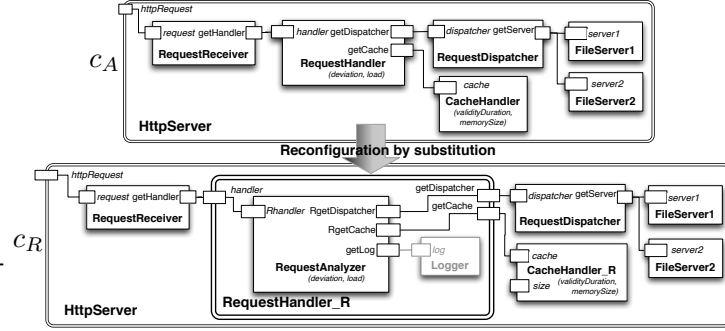 httpRequest
request getHandler
RequestReceiver
handler getDispatcher
getCache
RequestHandler
(deviation, load)
dispatcher getServer
RequestDispatcher
server1
FileServer1
server2
FileServer2
cache
CacheHandler
(validityDuration,
memorySize)
HttpServer
c_A
Reconfiguration by substitution
httpRequest
request getHandler
RequestReceiver
handler
Rhandler RgetDispatcher
RgetCache
getLog
RequestAnalyzer
(deviation, load)
log
Logger
getDispatcher
getCache
RequestHandler_R
dispatcher getServer
RequestDispatcher
server1
FileServer1
server2
FileServer2
cache
CacheHandler_R
size (validityDuration,
memorySize)
HttpServer
c_R